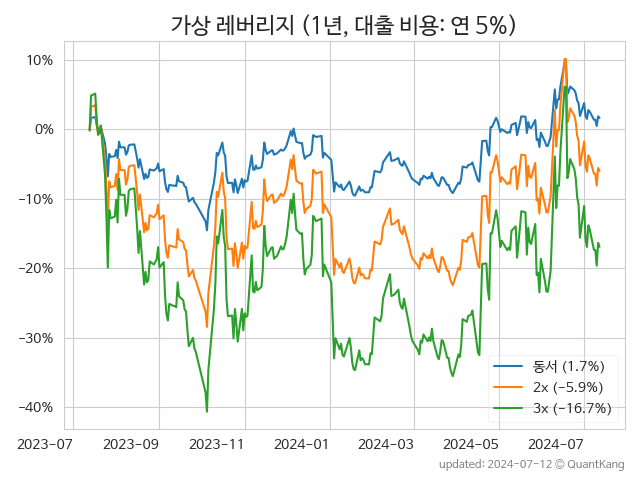 가상 레버리지 (1년, 대출 비용: 연 5%)
10%
0%
−10%
−20%
−30%
−40%
동서 (1.7%)
2x (−5.9%)
3x (−16.7%)
2023-07
2023-09
2023-11
2024-01
2024-03
2024-05
2024-07
updated: 2024-07-12 © QuantKang